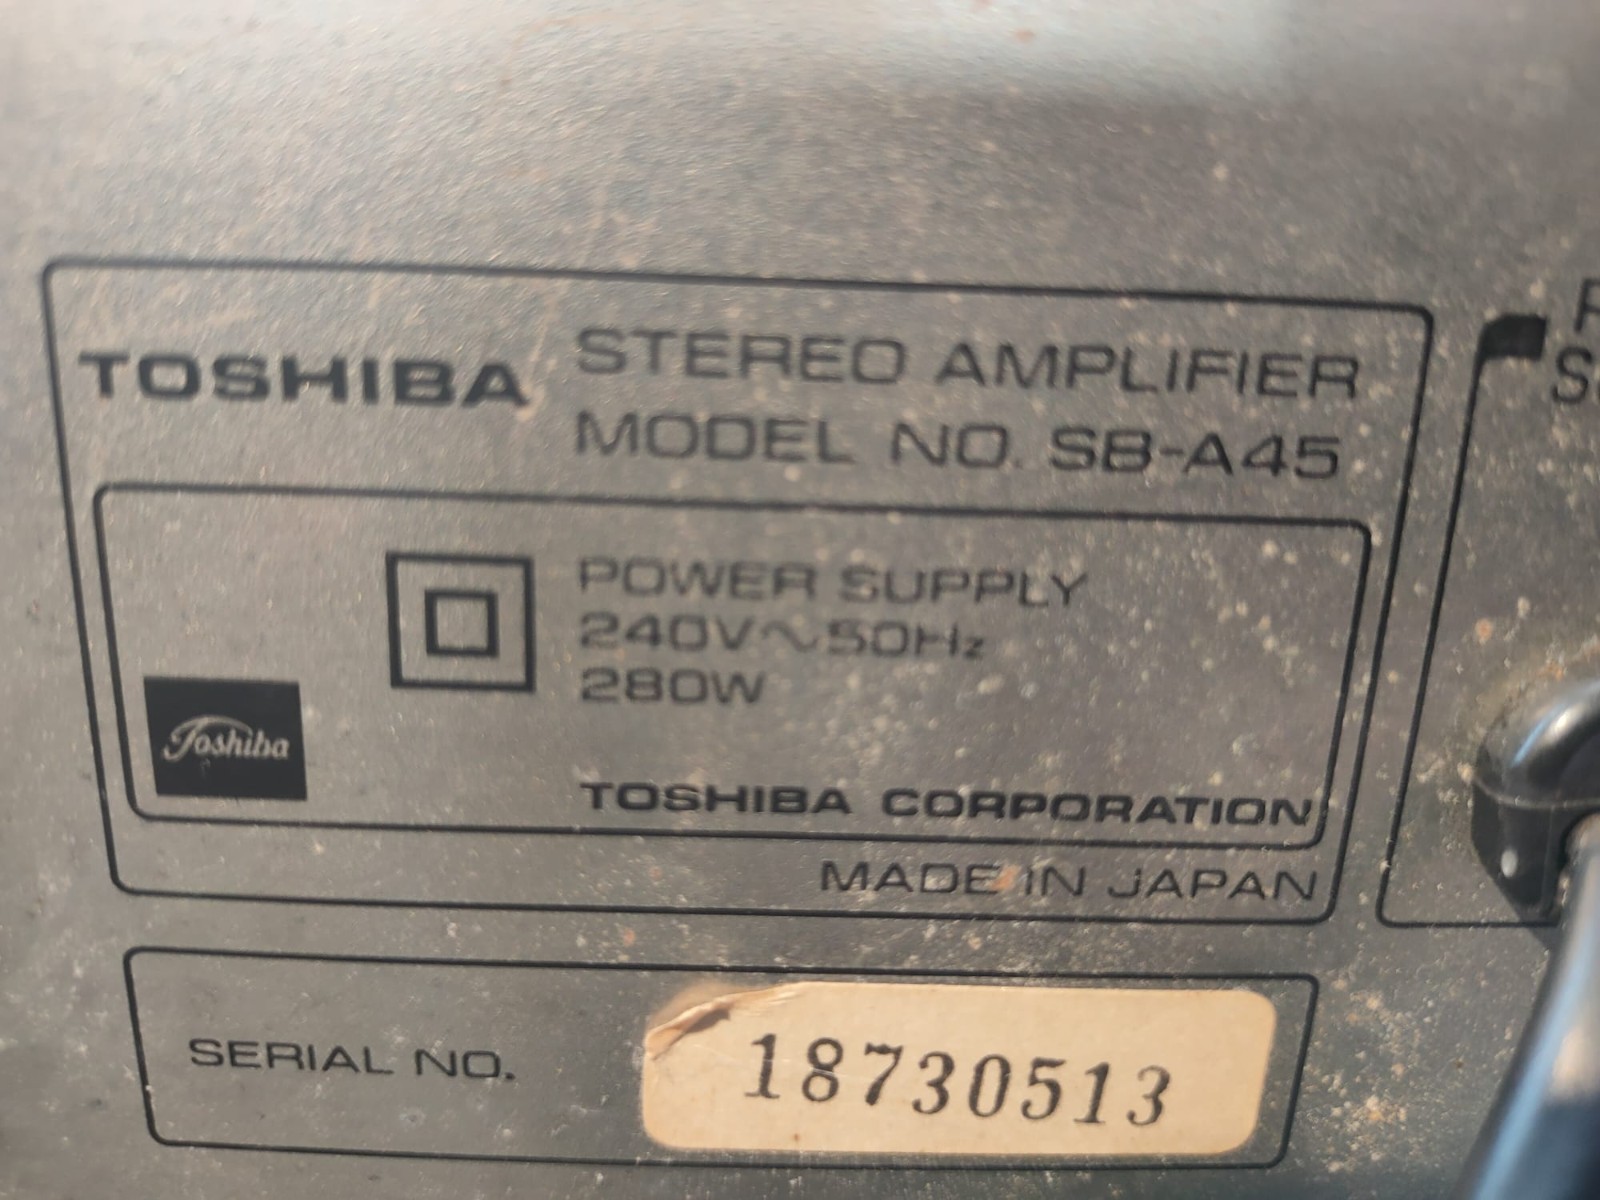 TOSHIBA STEREO AMPLIFIER
MODEL NO. SB-A45
POWER SUPPLY
240V~50Hz
280W
Toshiba
TOSHIBA CORPORATION
MADE IN JAPAN
SERIAL NO. 18730513